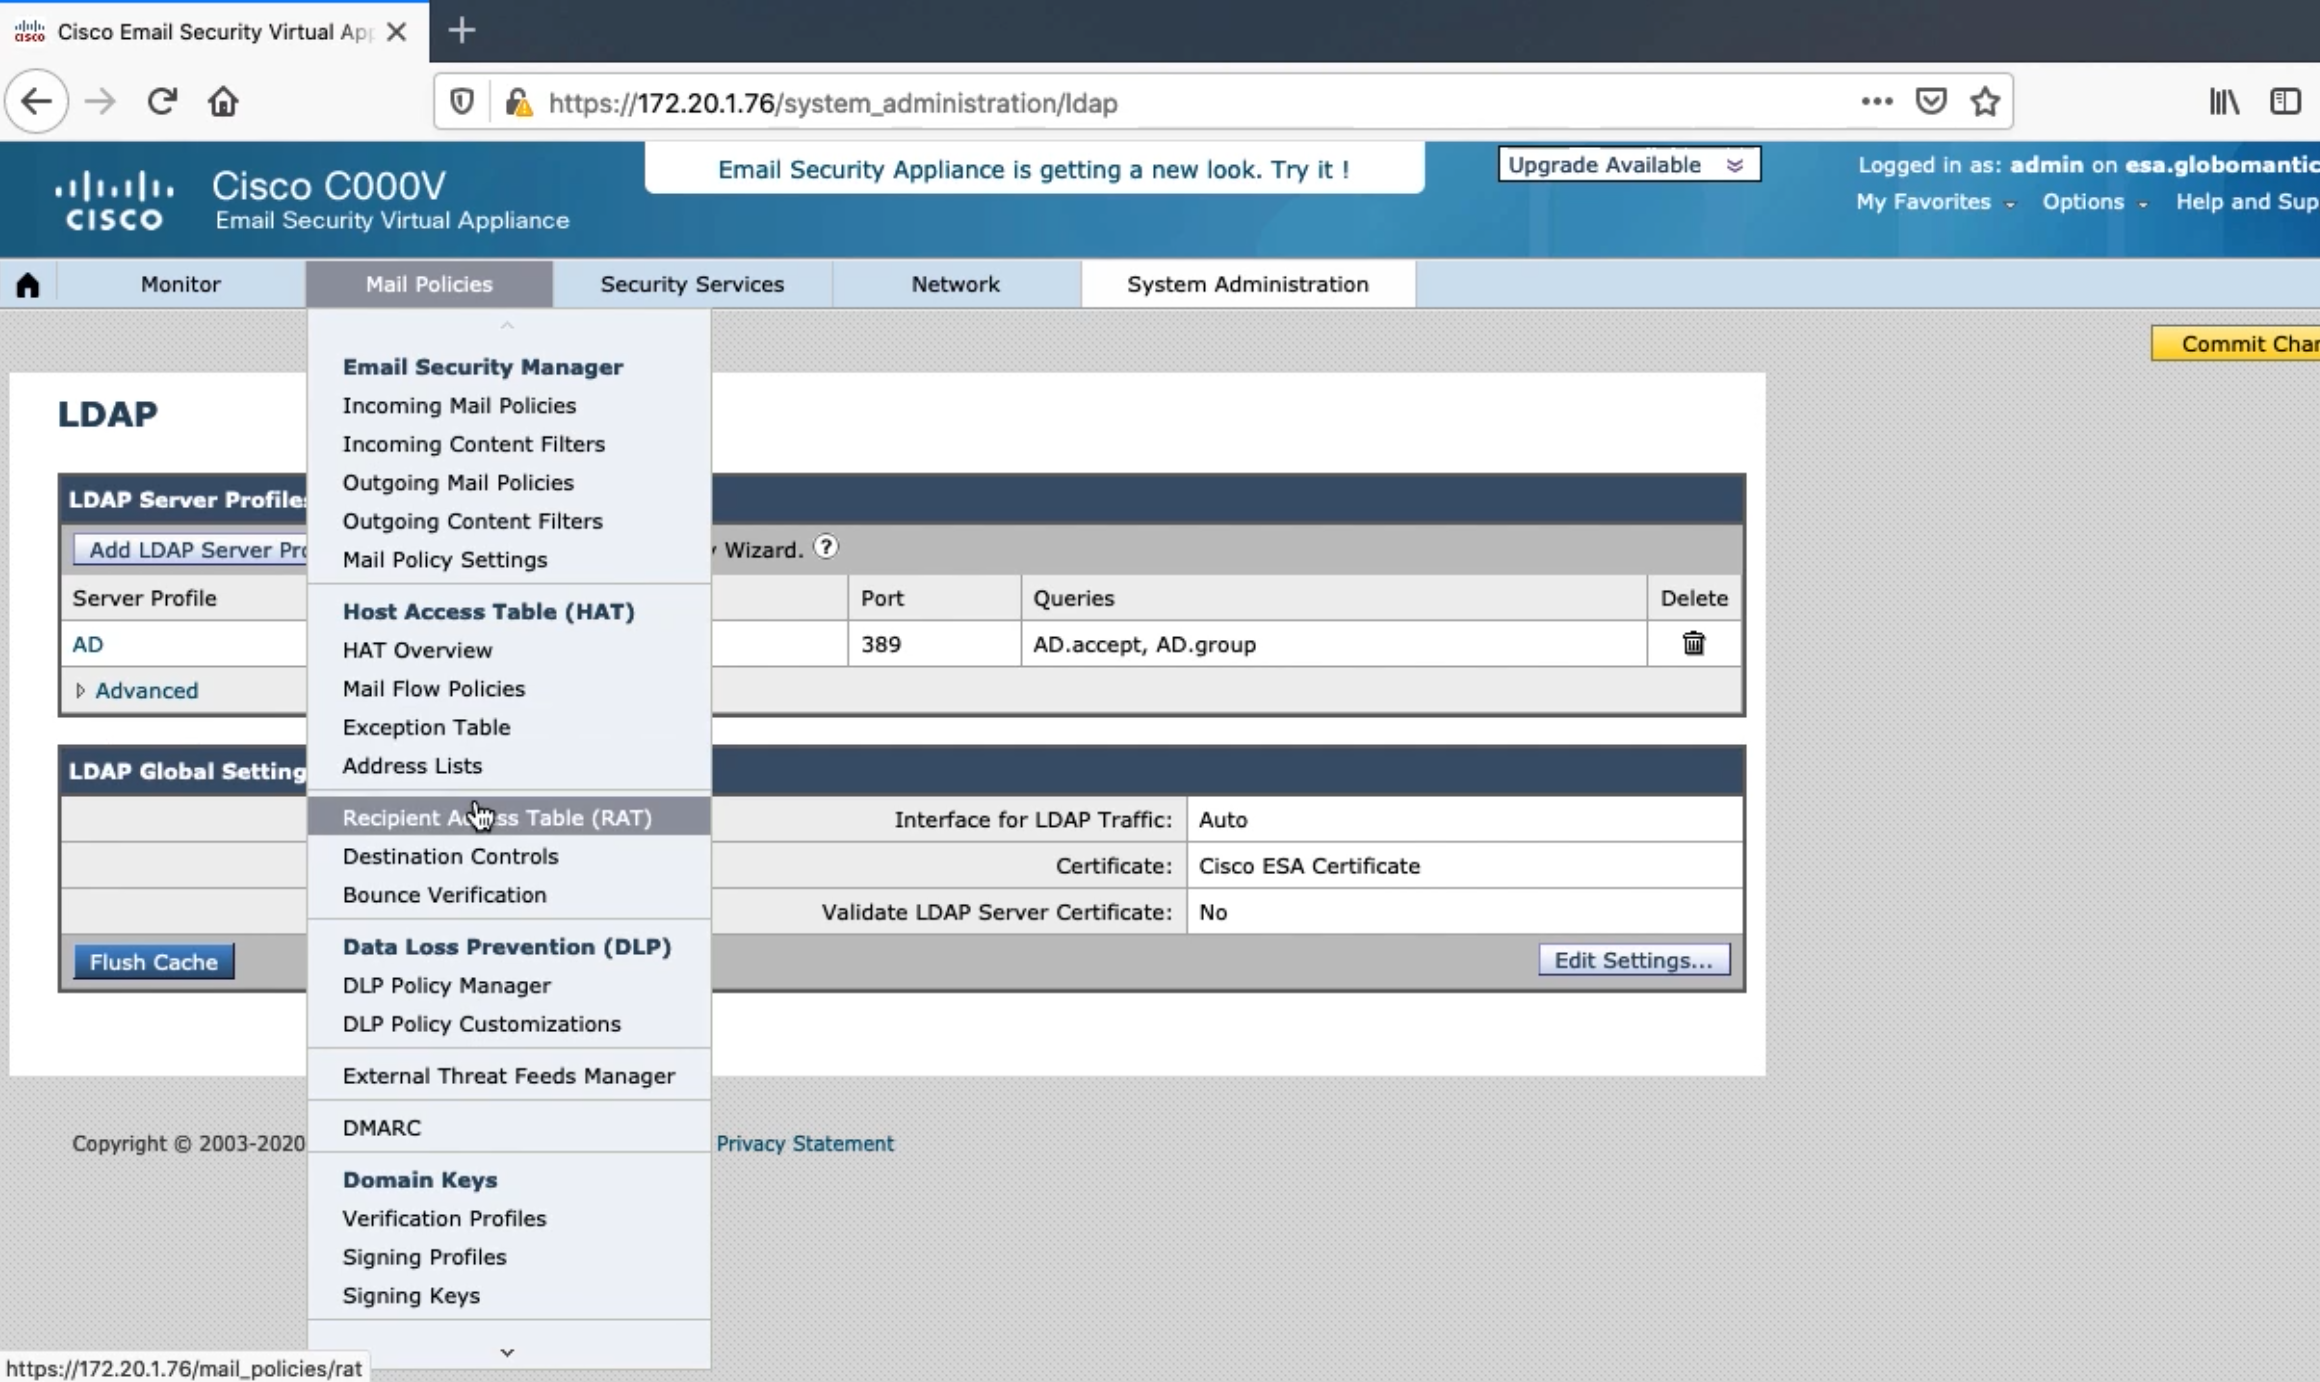 cisco Cisco Email Security Virtual App
https://172.20.1.76/system_administration/ldap
CISCO
Cisco C000V
Email Security Virtual Appliance
Email Security Appliance is getting a new look. Try it !
Upgrade Available
Logged in as: admin on esa.globomantic
My Favorites Options Help and Sup
Monitor Mail Policies Security Services Network System Administration
Commit Char
LDAP
LDAP Server Profiles
Add LDAP Server Pro
Wizard. ?
Server Profile Port Queries Delete
AD 389 AD.accept, AD.group
Advanced
LDAP Global Setting
Interface for LDAP Traffic: Auto
Certificate: Cisco ESA Certificate
Validate LDAP Server Certificate: No
Flush Cache Edit Settings...
Copyright © 2003-2020 Privacy Statement
Email Security Manager
Incoming Mail Policies
Incoming Content Filters
Outgoing Mail Policies
Outgoing Content Filters
Mail Policy Settings
Host Access Table (HAT)
HAT Overview
Mail Flow Policies
Exception Table
Address Lists
Recipient Access Table (RAT)
Destination Controls
Bounce Verification
Data Loss Prevention (DLP)
DLP Policy Manager
DLP Policy Customizations
External Threat Feeds Manager
DMARC
Domain Keys
Verification Profiles
Signing Profiles
Signing Keys
https://172.20.1.76/mail_policies/rat